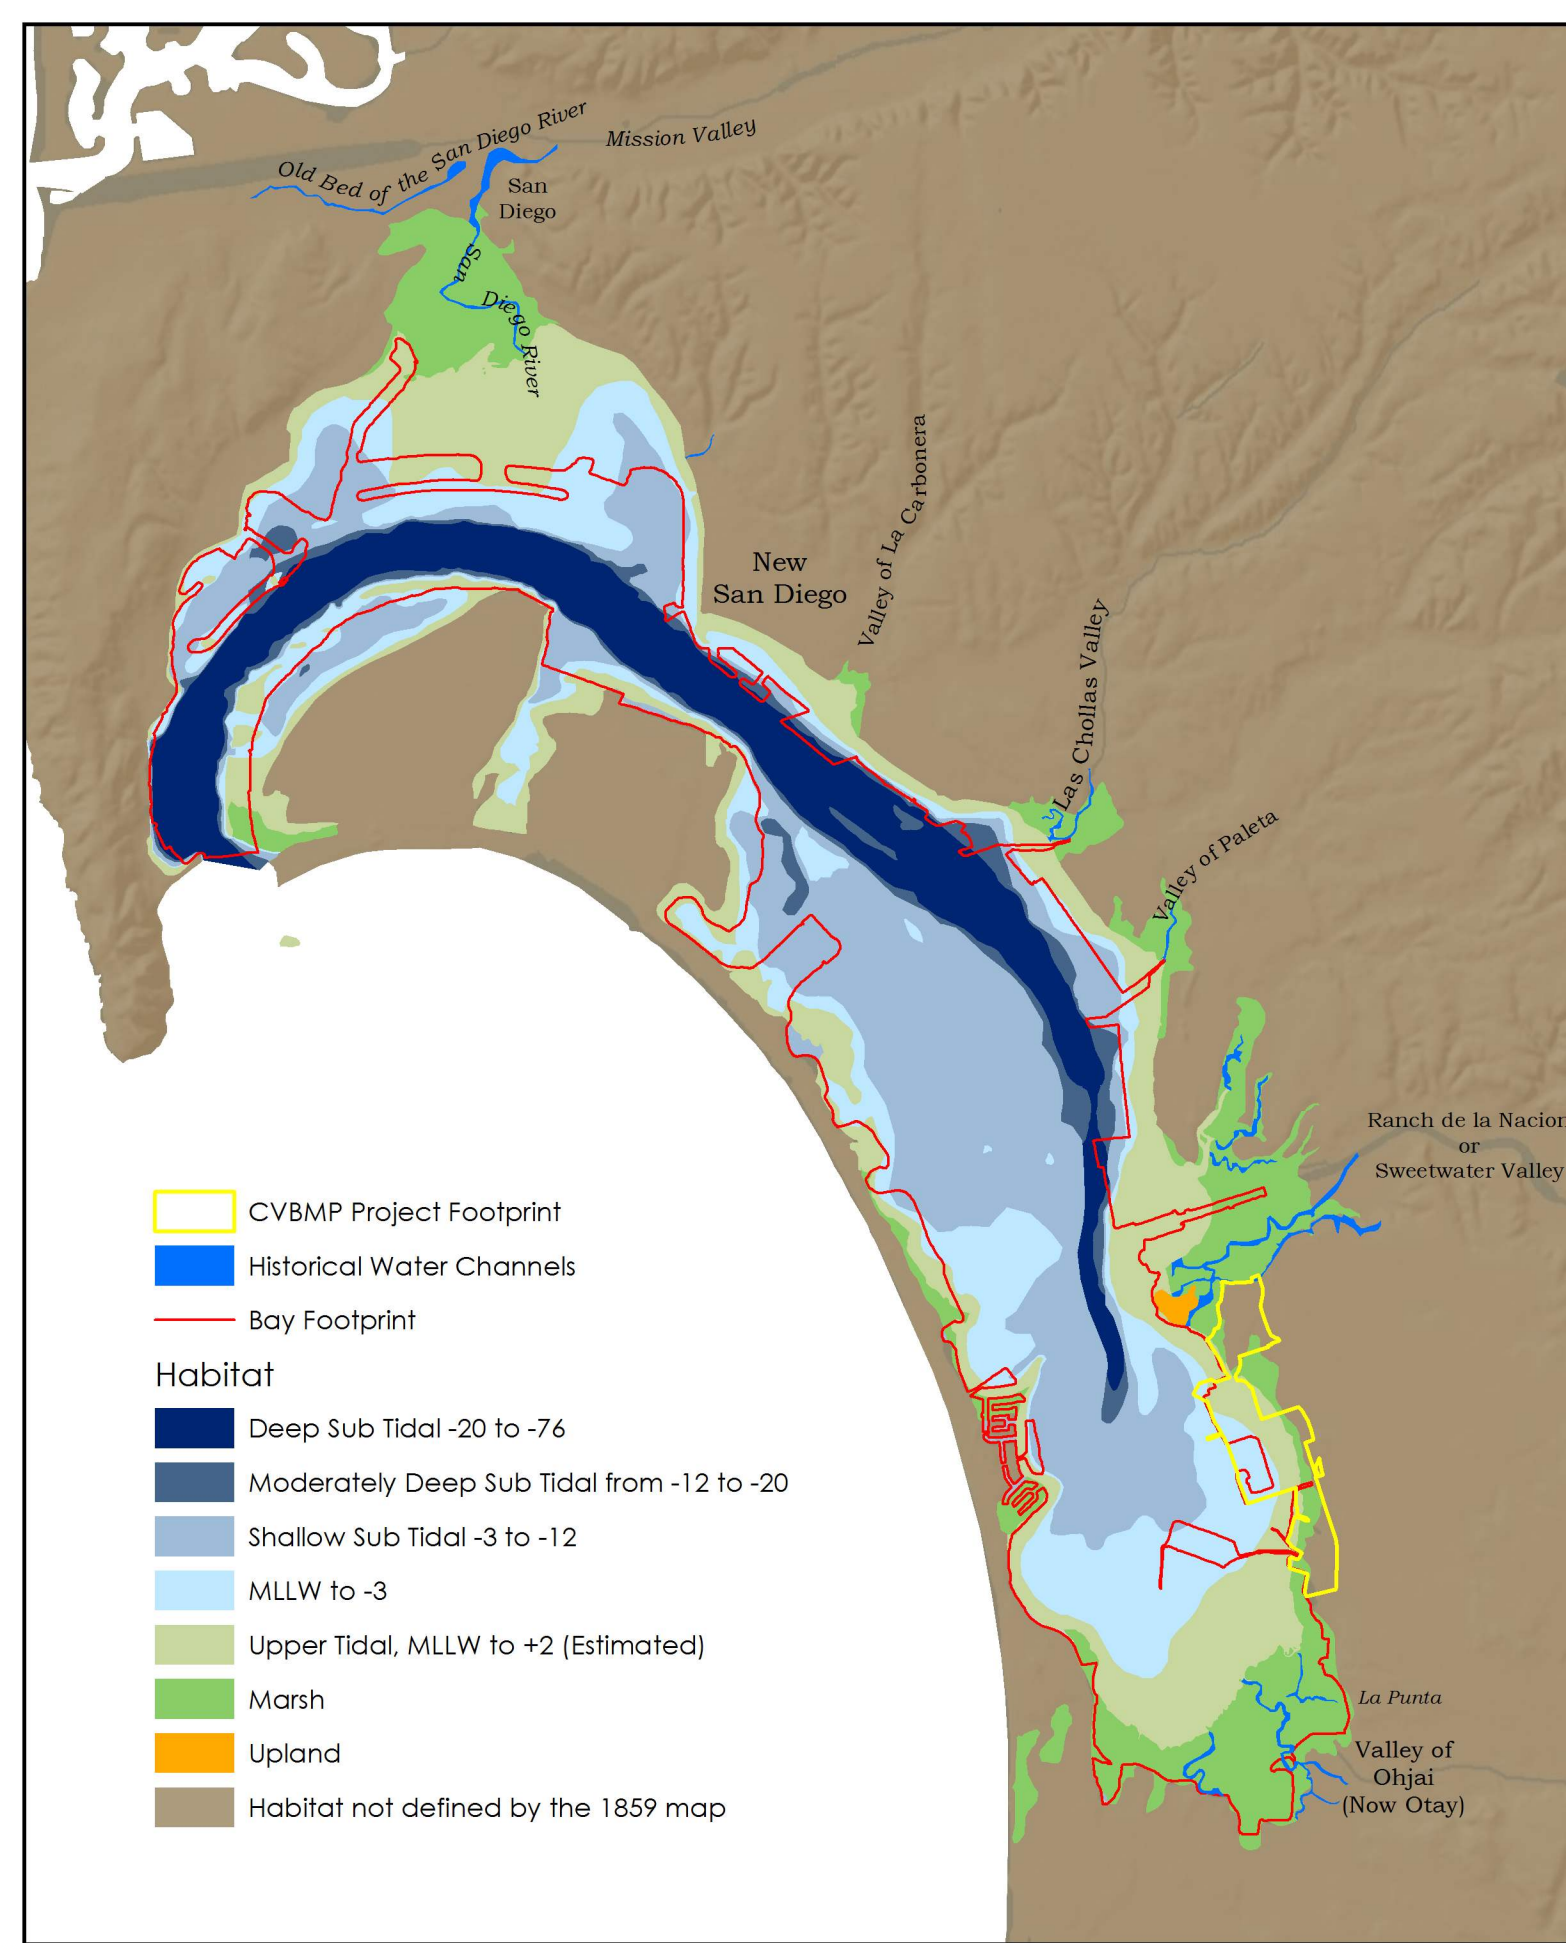 Old Bed of the San Diego River
Mission Valley
San
Diego
San Diego River
New
San Diego
Valley of La Carbonera
Las Chollas Valley
Valley of Paleta
Ranch de la Nacion
or
Sweetwater Valley
CVBMP Project Footprint
Historical Water Channels
Bay Footprint
Habitat
Deep Sub Tidal -20 to -76
Moderately Deep Sub Tidal from -12 to -20
Shallow Sub Tidal -3 to -12
MLLW to -3
Upper Tidal, MLLW to +2 (Estimated)
Marsh
Upland
Habitat not defined by the 1859 map
La Punta
Valley of
Ohjai
(Now Otay)